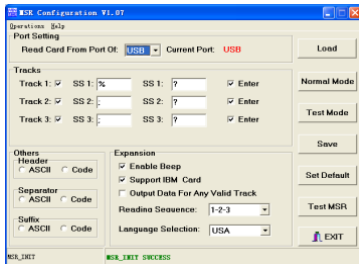 MSR Configuration V1.07
Operations Help
Port Setting
Read Card From Port Of: USB Current Port: USB
Load
Tracks
Track 1: SS 1: % SS 1: ? Enter
Normal Mode
Track 2: SS 2: ; SS 2: ? Enter
Track 3: SS 3: ; SS 3: ? Enter
Test Mode
Save
Others
Header
ASCII Code
Separator
ASCII Code
Suffix
ASCII Code
Expansion
Enable Beep
Support IBM Card
Output Data For Any Valid Track
Reading Sequence: 1-2-3
Language Selection: USA
Set Default
Test MSR
EXIT
MSR_INIT MSR_INIT SUCCESS